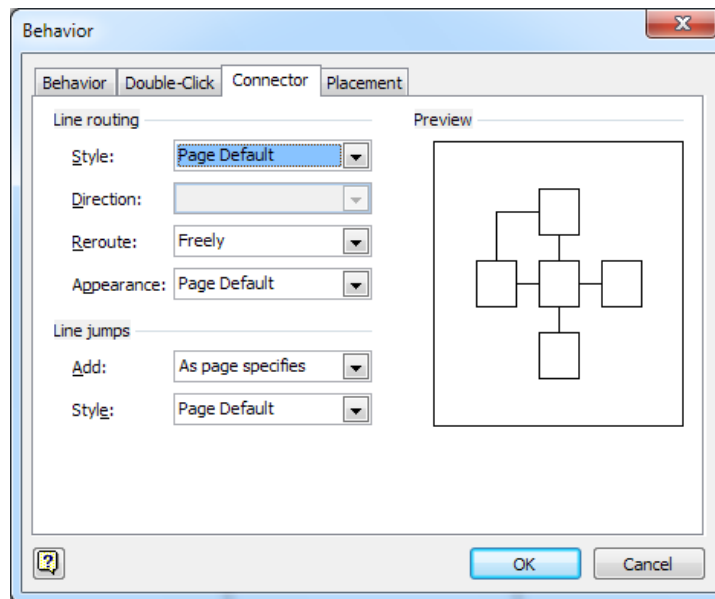 Behavior
Behavior Double-Click Connector Placement
Line routing
Style: Page Default
Direction:
Reroute: Freely
Appearance: Page Default
Line jumps
Add: As page specifies
Style: Page Default
Preview
OK Cancel